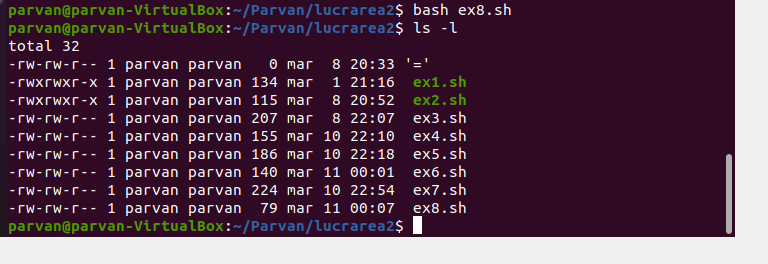 parvan@parvan-VirtualBox:~/Parvan/lucrarea2$ bash ex8.sh
parvan@parvan-VirtualBox:~/Parvan/lucrarea2$ ls -l
total 32
-rw-rw-r-- 1 parvan parvan   0 mar  8 20:33 '='
-rwxrwxr-x 1 parvan parvan 134 mar  1 21:16  ex1.sh
-rwxrwxr-x 1 parvan parvan 115 mar  8 20:52  ex2.sh
-rw-rw-r-- 1 parvan parvan 207 mar  8 22:07  ex3.sh
-rw-rw-r-- 1 parvan parvan 155 mar 10 22:10  ex4.sh
-rw-rw-r-- 1 parvan parvan 186 mar 10 22:18  ex5.sh
-rw-rw-r-- 1 parvan parvan 140 mar 11 00:01  ex6.sh
-rw-rw-r-- 1 parvan parvan 224 mar 10 22:54  ex7.sh
-rw-rw-r-- 1 parvan parvan  79 mar 11 00:07  ex8.sh
parvan@parvan-VirtualBox:~/Parvan/lucrarea2$